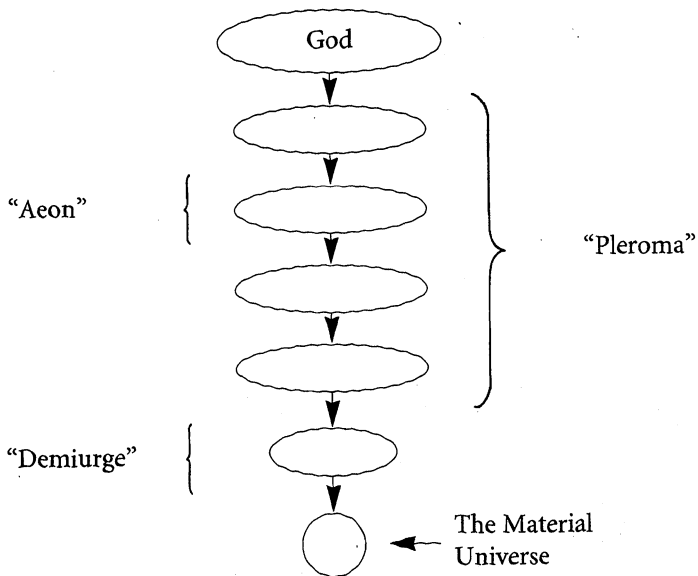 God
“Aeon”
“Pleroma”
“Demiurge”
The Material
Universe